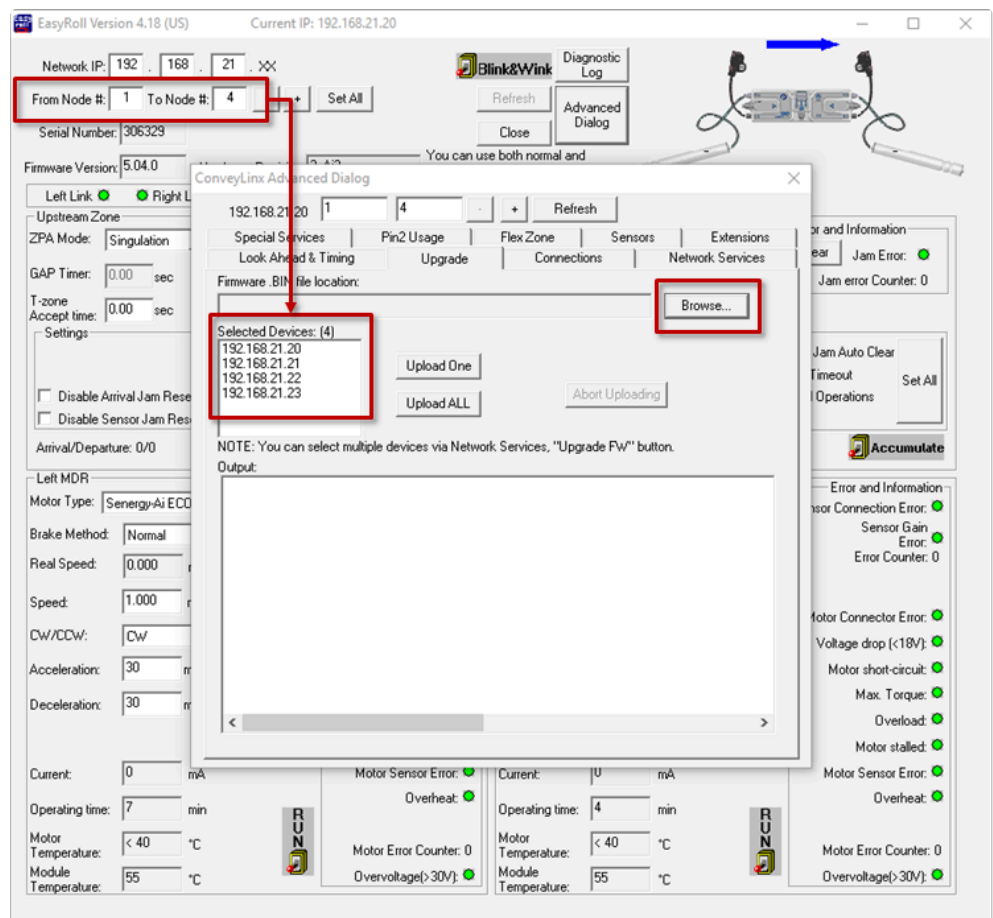 EasyRoll Version 4.18 (US) Current IP: 192.168.21.20
Network IP: 192 . 168 . 21 . XX
Blink&Wink
Diagnostic Log
From Node #: 1 To Node #: 4 + Set All
Refresh
Advanced Dialog
Serial Number: 306329
Close
You can use both normal and
Firmware Version: 5.04.0
Left Link
Right L
ConveyLinx Advanced Dialog
192.168.21.20 1 4 - + Refresh
Special Services Pin2 Usage Flex Zone Sensors Extensions
Look Ahead & Timing Upgrade Connections Network Services
Firmware .BIN file location:
Browse...
Selected Devices: (4)
192.168.21.20
192.168.21.21
192.168.21.22
192.168.21.23
Upload One
Upload ALL
Abort Uploading
NOTE: You can select multiple devices via Network Services, "Upgrade FW" button.
Output:
Upstream Zone
ZPA Mode: Singulation
GAP Timer: 0.00 sec
T-zone
Accept time: 0.00 sec
Settings
Disable Arrival Jam Rese
Disable Sensor Jam Res
Arrival/Departure: 0/0
or and Information
ear Jam Error:
Jam error Counter: 0
Jam Auto Clear
Timeout
Operations
Set All
Accumulate
Left MDR
Motor Type: Senergy-Ai ECO
Brake Method: Normal
Real Speed: 0.000
Speed: 1.000
CW/CCW: CW
Acceleration: 30 m
Deceleration: 30 m
Current: 0 mA
Operating time: 7 min
Motor
Temperature: < 40 °C
Module
Temperature: 55 °C
RUN
Motor Sensor Error:
Overheat:
Motor Error Counter: 0
Overvoltage(>30V):
Current: 0 mA
Operating time: 4 min
Motor
Temperature: < 40 °C
Module
Temperature: 55 °C
RUN
Error and Information
nsor Connection Error:
Sensor Gain
Error:
Error Counter: 0
Motor Connector Error:
Voltage drop (<18V):
Motor short-circuit:
Max. Torque:
Overload:
Motor stalled:
Motor Sensor Error:
Overheat:
Motor Error Counter: 0
Overvoltage(>30V):